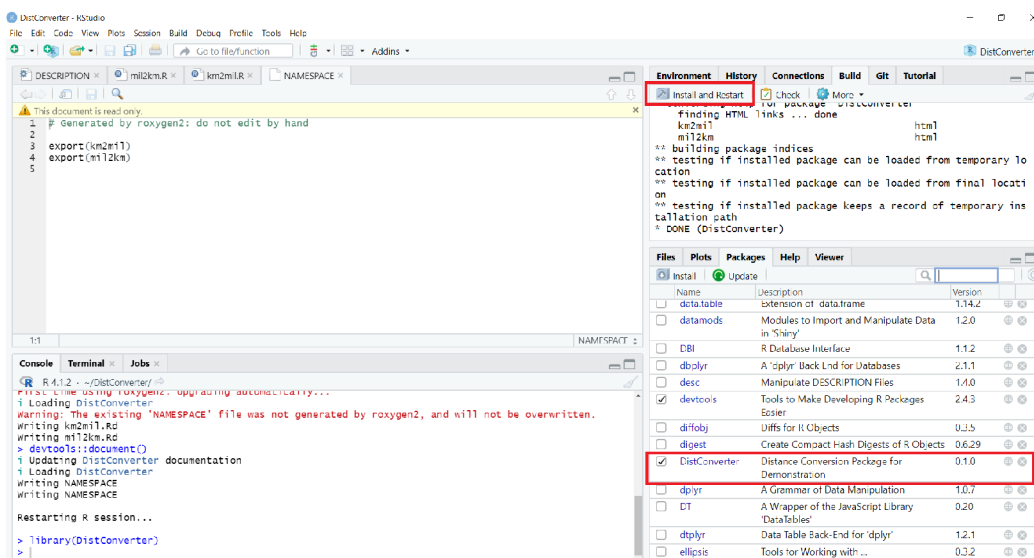 DistConverter - RStudio
File Edit Code View Plots Session Build Debug Profile Tools Help
Go to file/function Addins DistConverter
DESCRIPTION mil2km.R km2mil.R NAMESPACE
This document is read only.
1 # Generated by roxygen2: do not edit by hand
2
3 export(km2mil)
4 export(mil2km)
5
1:1 NAMESPACE
Console Terminal Jobs
R 4.1.2 · ~/DistConverter/
First time using roxygen2. Upgrading automatically...
i Loading DistConverter
Warning: The existing 'NAMESPACE' file was not generated by roxygen2, and will not be overwritten.
Writing km2mil.Rd
Writing mil2km.Rd
> devtools::document()
i Updating DistConverter documentation
i Loading DistConverter
Writing NAMESPACE
Writing NAMESPACE
Restarting R session...
> library(DistConverter)
>
Environment History Connections Build Git Tutorial
Install and Restart Check More
converting help for package 'DistConverter'
finding HTML links ... done
km2mil html
mil2km html
** building package indices
** testing if installed package can be loaded from temporary lo
cation
** testing if installed package can be loaded from final locati
on
** testing if installed package keeps a record of temporary ins
tallation path
* DONE (DistConverter)
Files Plots Packages Help Viewer
Install Update
Name Description Version
data.table Extension of `data.frame` 1.14.2
datamods Modules to Import and Manipulate Data
in 'Shiny' 1.2.0
DBI R Database Interface 1.1.2
dbplyr A 'dplyr' Back End for Databases 2.1.1
desc Manipulate DESCRIPTION Files 1.4.0
devtools Tools to Make Developing R Packages
Easier 2.4.3
diffobj Diffs for R Objects 0.3.5
digest Create Compact Hash Digests of R Objects 0.6.29
DistConverter Distance Conversion Package for
Demonstration 0.1.0
dplyr A Grammar of Data Manipulation 1.0.7
DT A Wrapper of the JavaScript Library
'DataTables' 0.20
dtplyr Data Table Back-End for 'dplyr' 1.2.1
ellipsis Tools for Working with ... 0.3.2